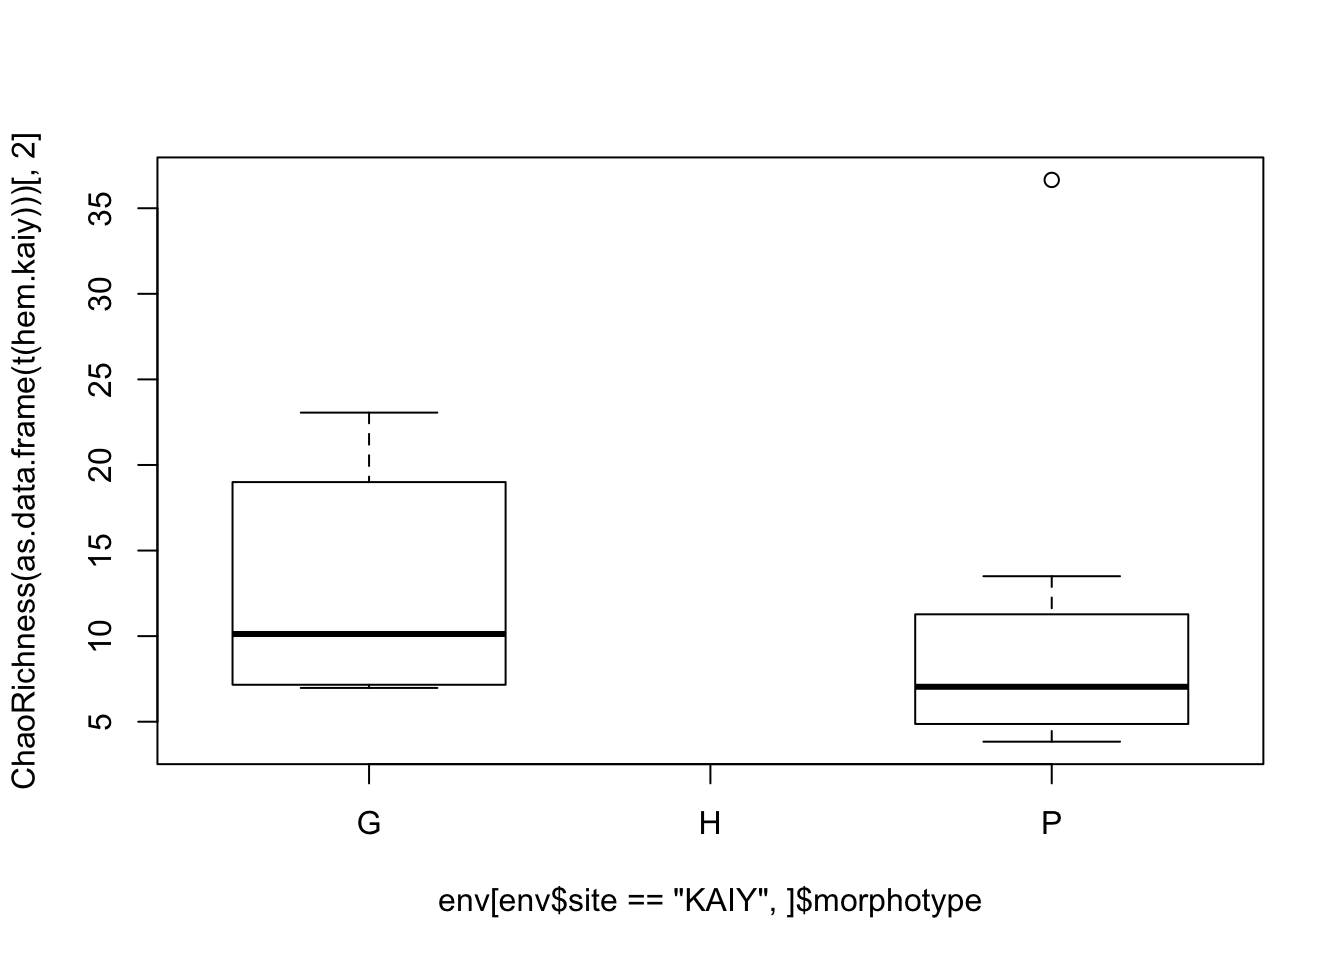 ChaoRichness(as.data.frame(t(hem.kaiy)))[, 2]
35
30
25
20
15
10
5
G H P
env[env$site == "KAIY", ]$morphotype